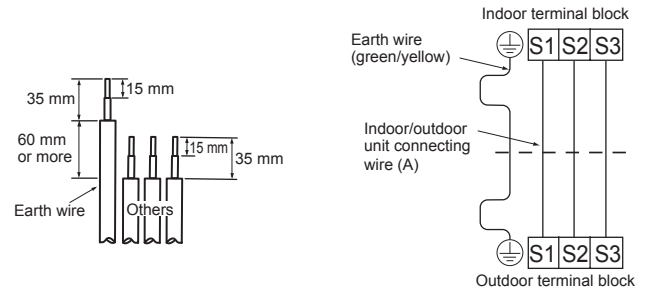 15 mm
35 mm
60 mm
or more
15 mm
35 mm
Earth wire
Others
Indoor terminal block
Earth wire
(green/yellow)
S1 S2 S3
Indoor/outdoor
unit connecting
wire (A)
S1 S2 S3
Outdoor terminal block